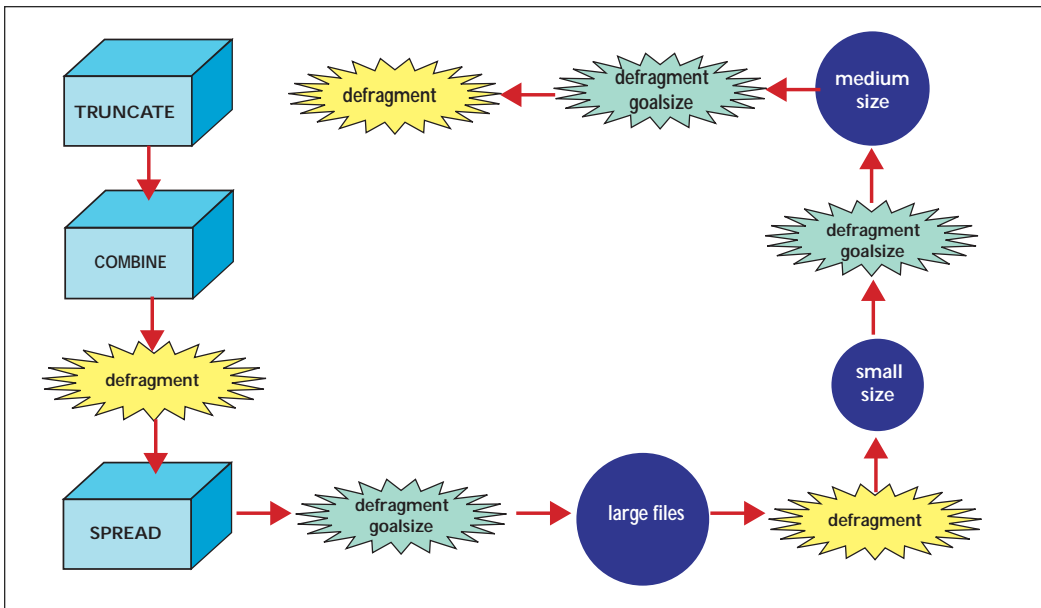 TRUNCATE
COMBINE
defragment
SPREAD
defragment
goalsize
large files
defragment
small
size
defragment
goalsize
medium
size
defragment
goalsize
defragment